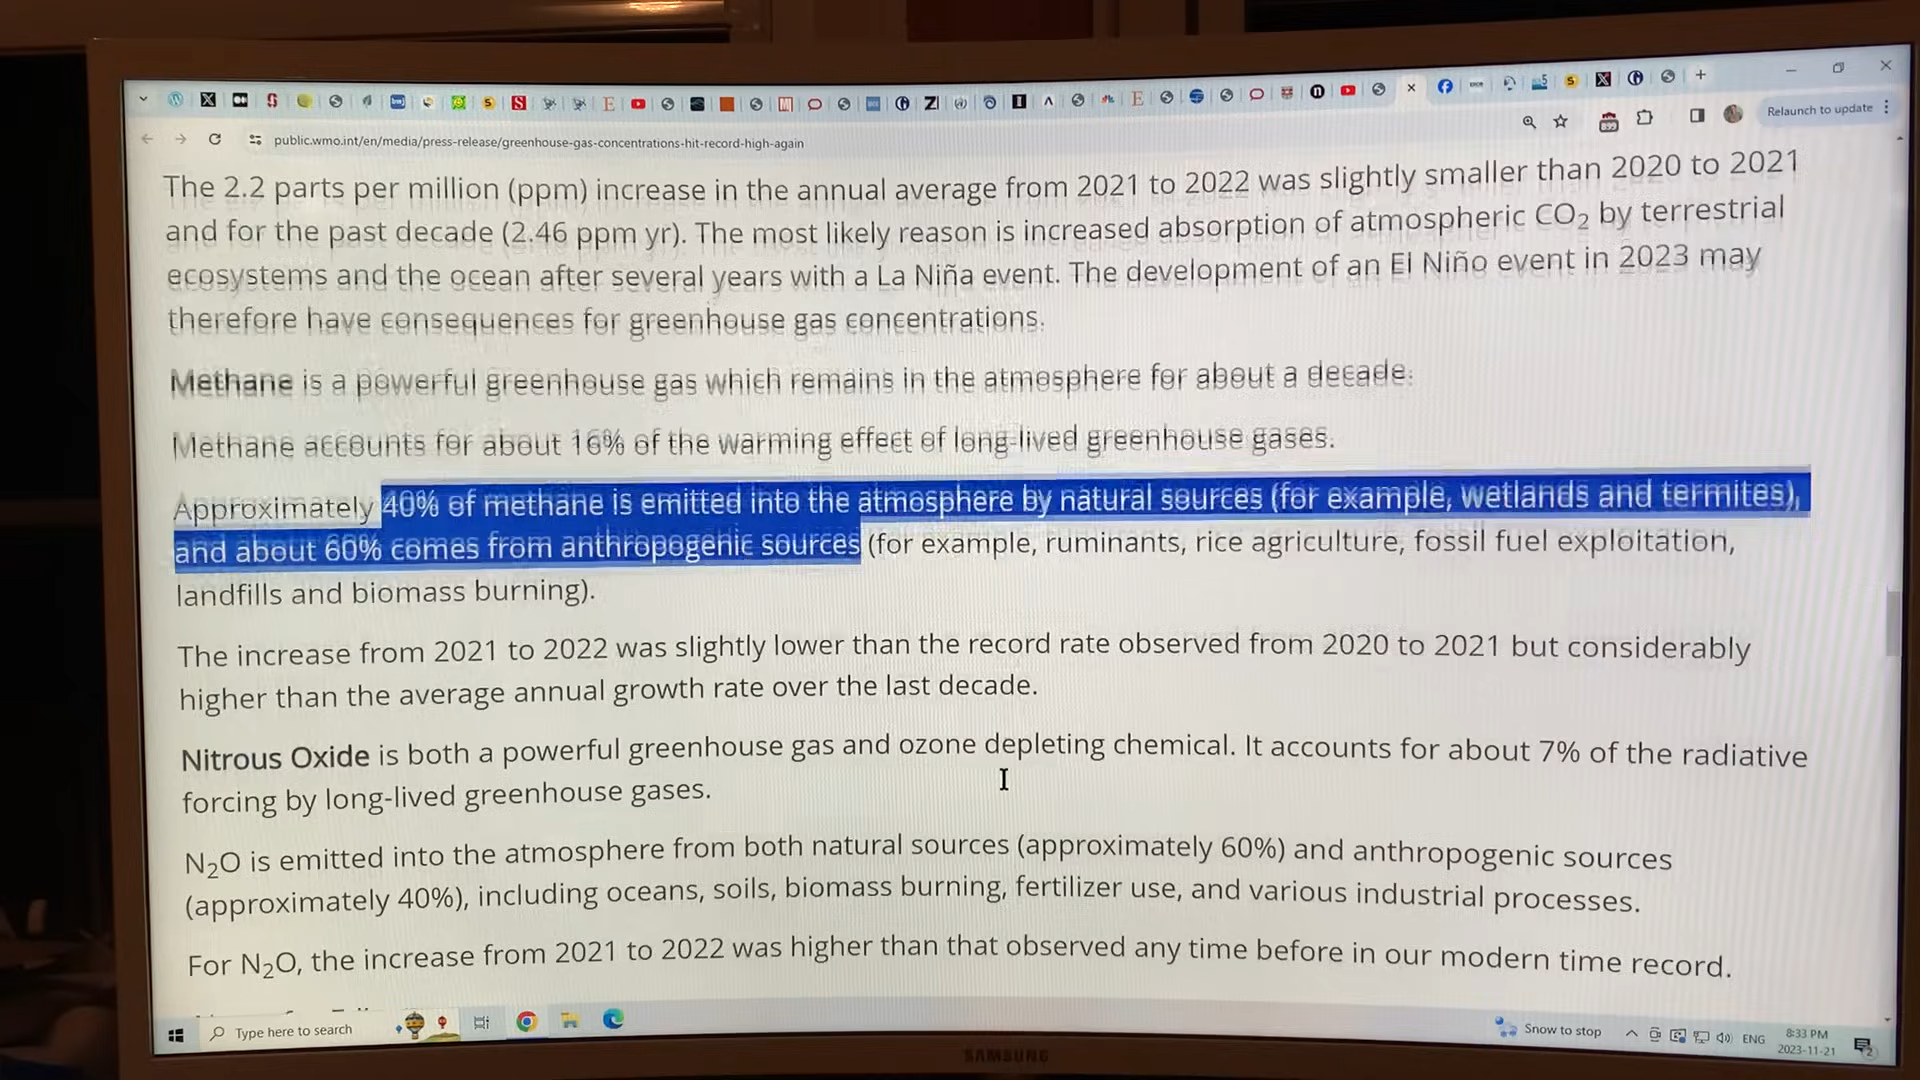 Relaunch to update
public.wmo.int/en/media/press-release/greenhouse-gas-concentrations-hit-record-high-again
The 2.2 parts per million (ppm) increase in the annual average from 2021 to 2022 was slightly smaller than 2020 to 2021
and for the past decade (2.46 ppm yr). The most likely reason is increased absorption of atmospheric CO₂ by terrestrial
ecosystems and the ocean after several years with a La Niña event. The development of an El Niño event in 2023 may
therefore have consequences for greenhouse gas concentrations.
Methane is a powerful greenhouse gas which remains in the atmosphere for about a decade.
Methane accounts for about 16% of the warming effect of long-lived greenhouse gases.
Approximately 40% of methane is emitted into the atmosphere by natural sources (for example, wetlands and termites),
and about 60% comes from anthropogenic sources (for example, ruminants, rice agriculture, fossil fuel exploitation,
landfills and biomass burning).
The increase from 2021 to 2022 was slightly lower than the record rate observed from 2020 to 2021 but considerably
higher than the average annual growth rate over the last decade.
Nitrous Oxide is both a powerful greenhouse gas and ozone depleting chemical. It accounts for about 7% of the radiative
forcing by long-lived greenhouse gases.
N₂O is emitted into the atmosphere from both natural sources (approximately 60%) and anthropogenic sources
(approximately 40%), including oceans, soils, biomass burning, fertilizer use, and various industrial processes.
For N₂O, the increase from 2021 to 2022 was higher than that observed any time before in our modern time record.
Type here to search
Snow to stop
ENG
8:33 PM
2023-11-21
SAMSUNG